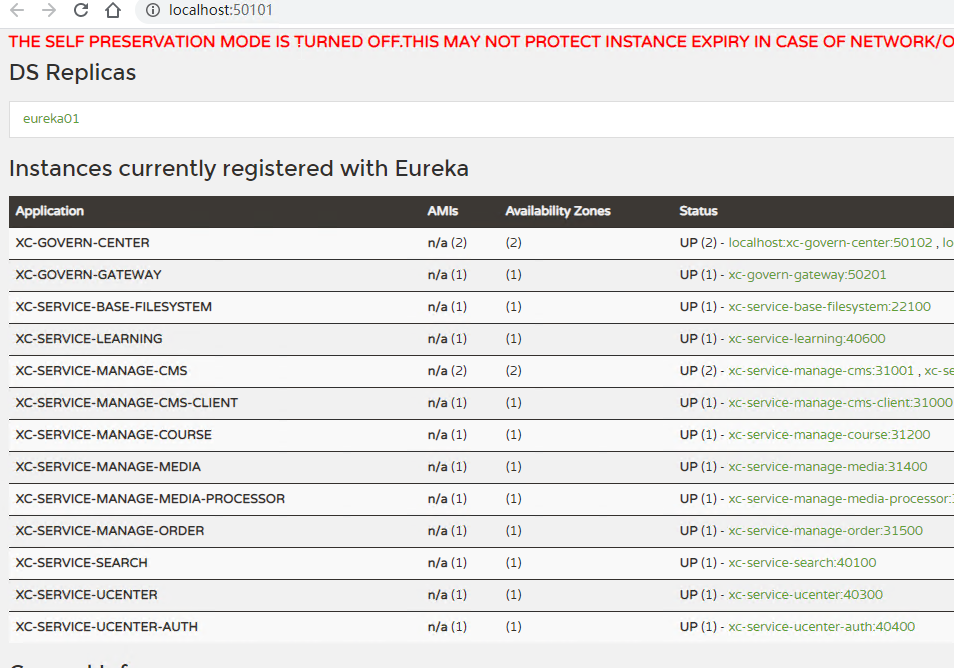 localhost:50101
THE SELF PRESERVATION MODE IS TURNED OFF.THIS MAY NOT PROTECT INSTANCE EXPIRY IN CASE OF NETWORK/O
DS Replicas
eureka01
Instances currently registered with Eureka
Application AMIs Availability Zones Status
XC-GOVERN-CENTER n/a (2) (2) UP (2) - localhost:xc-govern-center:50102 , lo
XC-GOVERN-GATEWAY n/a (1) (1) UP (1) - xc-govern-gateway:50201
XC-SERVICE-BASE-FILESYSTEM n/a (1) (1) UP (1) - xc-service-base-filesystem:22100
XC-SERVICE-LEARNING n/a (1) (1) UP (1) - xc-service-learning:40600
XC-SERVICE-MANAGE-CMS n/a (2) (2) UP (2) - xc-service-manage-cms:31001 , xc-se
XC-SERVICE-MANAGE-CMS-CLIENT n/a (1) (1) UP (1) - xc-service-manage-cms-client:31000
XC-SERVICE-MANAGE-COURSE n/a (1) (1) UP (1) - xc-service-manage-course:31200
XC-SERVICE-MANAGE-MEDIA n/a (1) (1) UP (1) - xc-service-manage-media:31400
XC-SERVICE-MANAGE-MEDIA-PROCESSOR n/a (1) (1) UP (1) - xc-service-manage-media-processor:
XC-SERVICE-MANAGE-ORDER n/a (1) (1) UP (1) - xc-service-manage-order:31500
XC-SERVICE-SEARCH n/a (1) (1) UP (1) - xc-service-search:40100
XC-SERVICE-UCENTER n/a (1) (1) UP (1) - xc-service-ucenter:40300
XC-SERVICE-UCENTER-AUTH n/a (1) (1) UP (1) - xc-service-ucenter-auth:40400